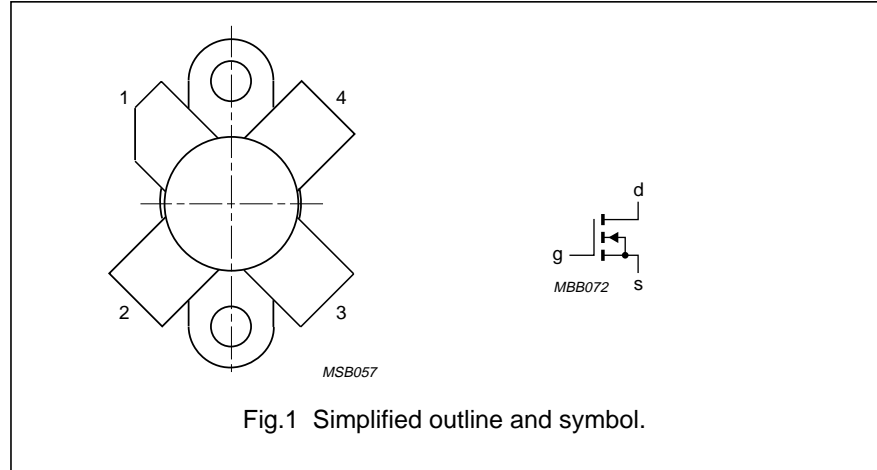 1
4
2
3
MSB057
d
g
s
MBB072
Fig.1 Simplified outline and symbol.